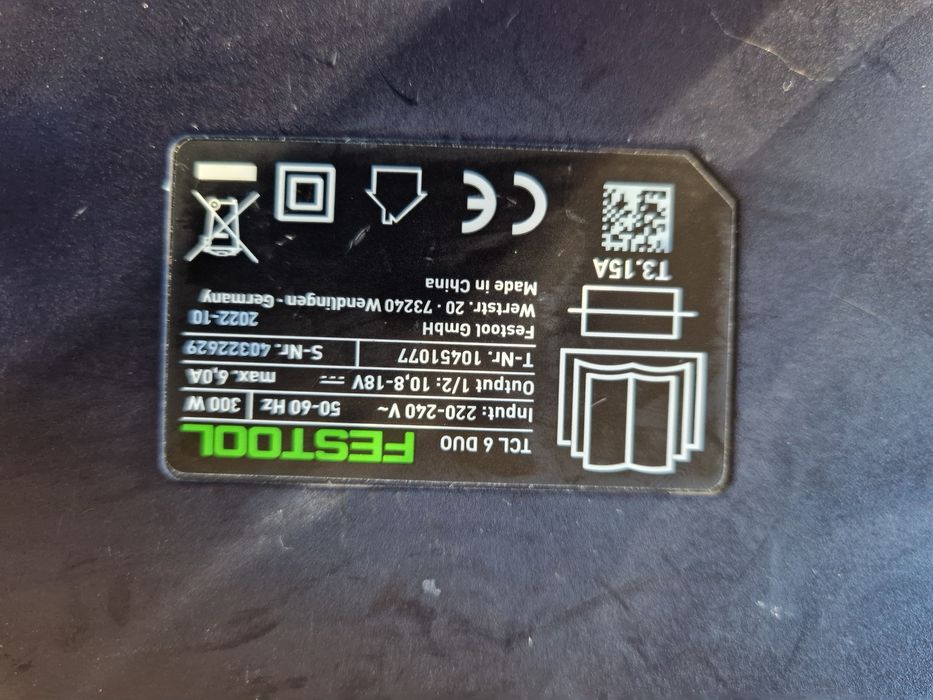 TCL 6 DUO FESTOOL
Input: 220-240 V~ 50-60 Hz 300 W
Output 1/2: 10,8-18V ⎓ max. 6,0A
T-Nr. 10451077 S-Nr. 40322629
Festool GmbH 2022-10
Wertstr. 20 · 73240 Wendlingen - Germany
Made in China
T3.15A
CE